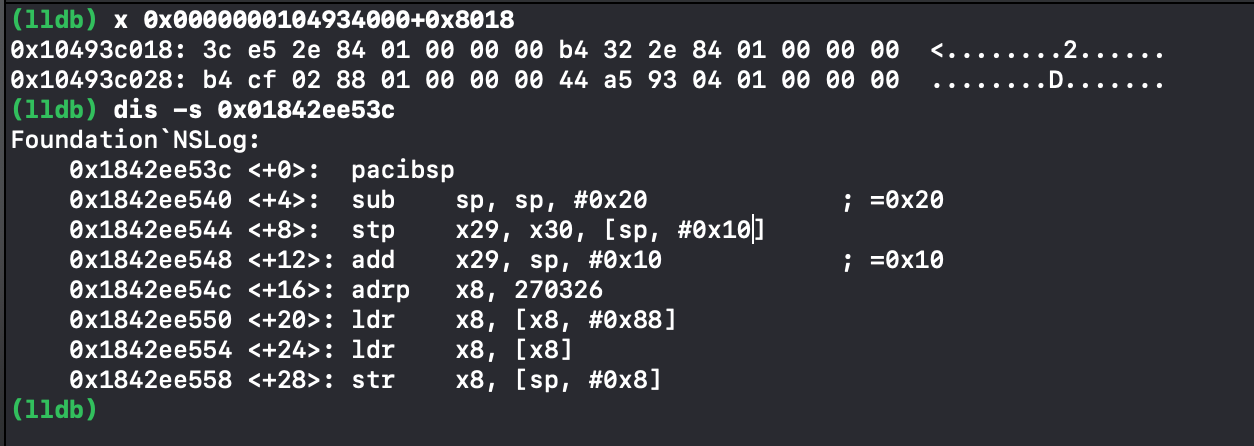 (lldb) x 0x0000000104934000+0x8018
0x10493c018: 3c e5 2e 84 01 00 00 00 b4 32 2e 84 01 00 00 00  <........2......
0x10493c028: b4 cf 02 88 01 00 00 00 44 a5 93 04 01 00 00 00  ........D.......
(lldb) dis -s 0x01842ee53c
Foundation`NSLog:
    0x1842ee53c <+0>:  pacibsp
    0x1842ee540 <+4>:  sub    sp, sp, #0x20             ; =0x20
    0x1842ee544 <+8>:  stp    x29, x30, [sp, #0x10]
    0x1842ee548 <+12>: add    x29, sp, #0x10            ; =0x10
    0x1842ee54c <+16>: adrp   x8, 270326
    0x1842ee550 <+20>: ldr    x8, [x8, #0x88]
    0x1842ee554 <+24>: ldr    x8, [x8]
    0x1842ee558 <+28>: str    x8, [sp, #0x8]
(lldb)